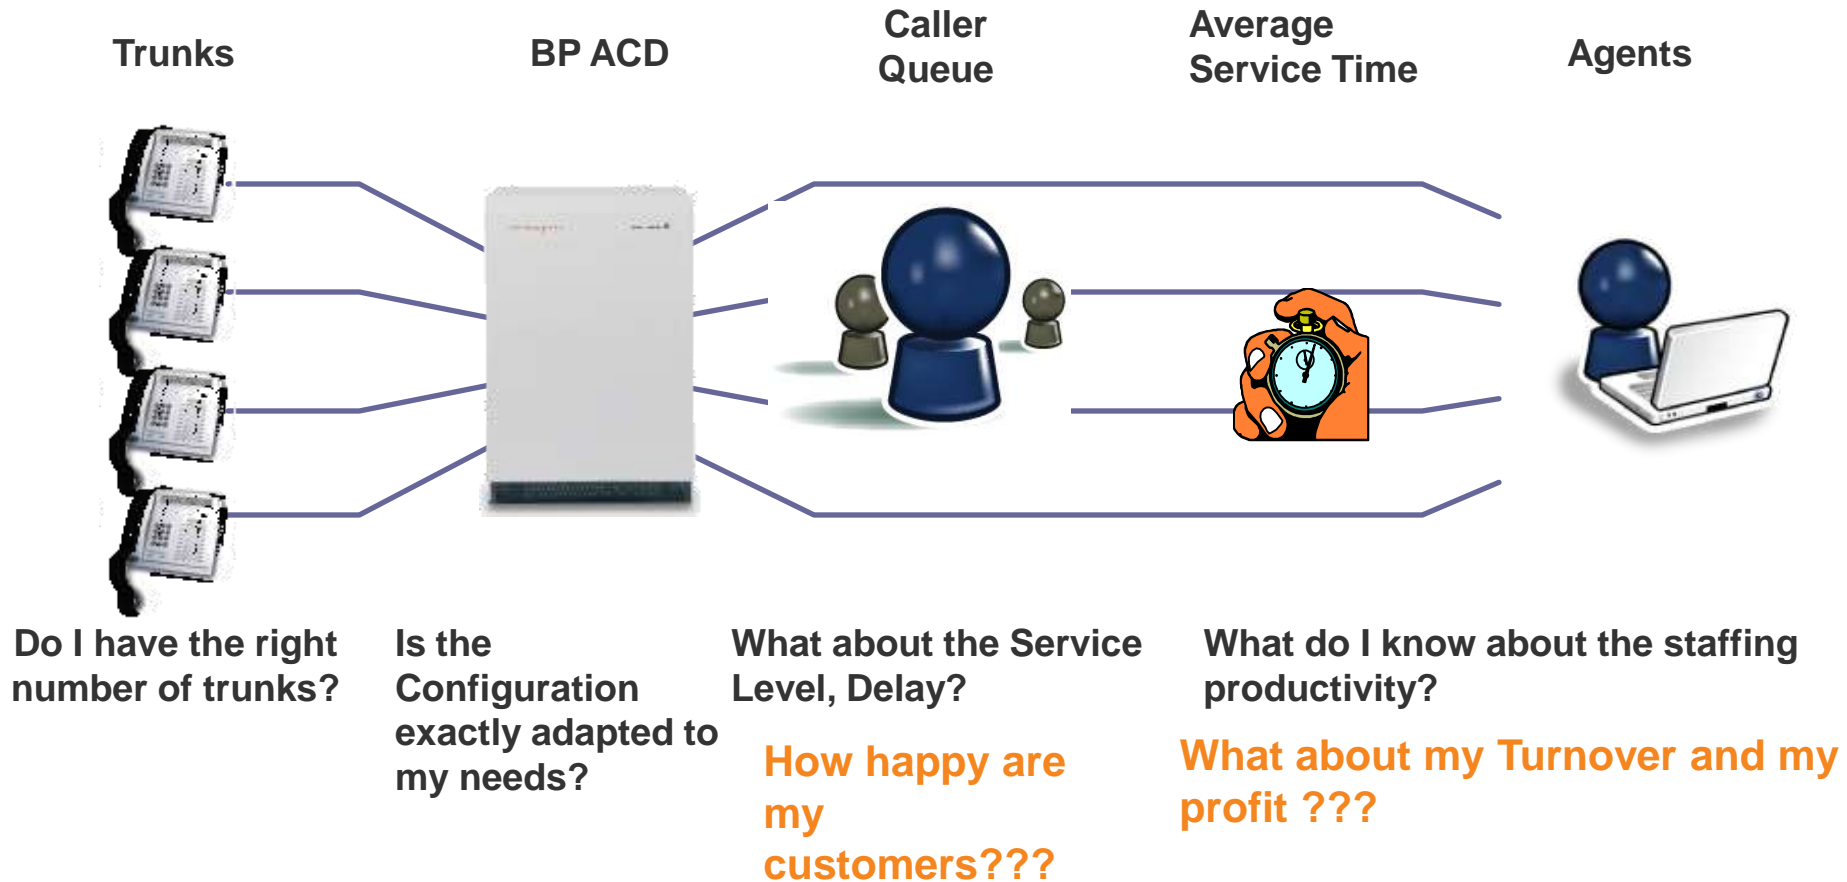 Trunks
BP ACD
Caller
Queue
Average
Service Time
Agents
Do I have the right
number of trunks?
Is the
Configuration
exactly adapted to
my needs?
What about the Service
Level, Delay?
How happy are
my
customers???
What do I know about the staffing
productivity?
What about my Turnover and my
profit ???